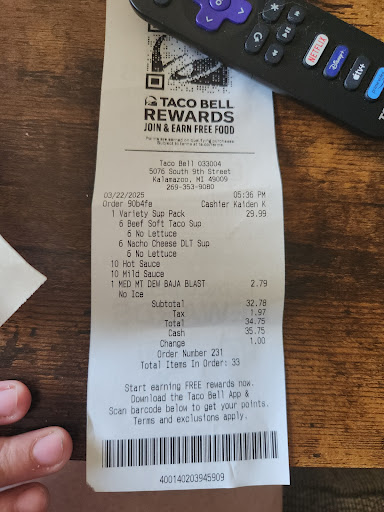 TACO BELL
REWARDS
JOIN & EARN FREE FOOD
Taco Bell 033004
5076 South 9th Street
Kalamazoo, MI 49009
269-353-9080
03/22/2025 05:36 PM
Order 90b4fe Cashier Kaiden K
1 Variety Sup Pack 29.99
6 Beef Soft Taco Sup
6 No Lettuce
6 Nacho Cheese DLT Sup
6 No Lettuce
10 Hot Sauce
10 Mild Sauce
1 MED MT DEW BAJA BLAST 2.79
No Ice
Subtotal 32.78
Tax 1.97
Total 34.75
Cash 35.75
Change 1.00
Order Number 231
Total Items In Order: 33
Start earning FREE rewards now.
Download the Taco Bell App &
Scan barcode below to get your points.
Terms and exclusions apply.
400140203945909
NETFLIX
Disney+
tv+